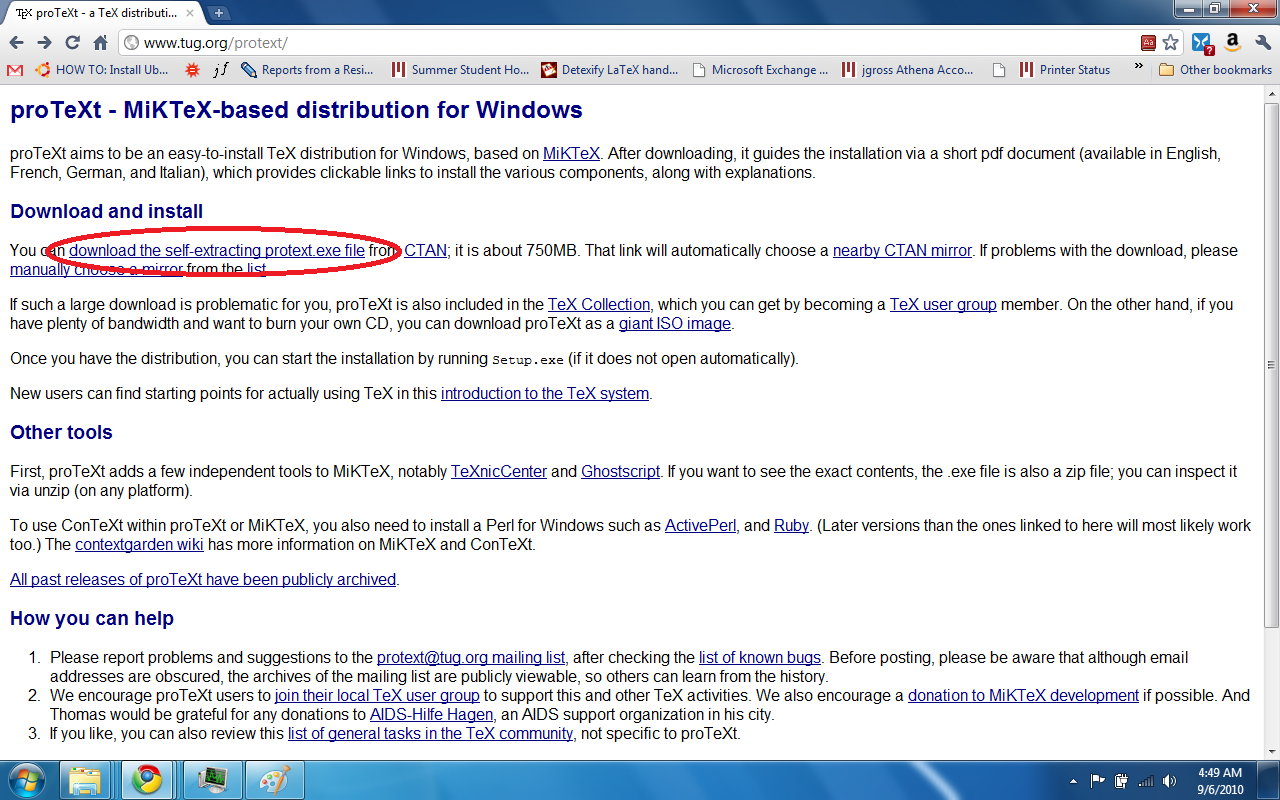 proTeXt - a TeX distributi...
www.tug.org/protext/
HOW TO: Install Ub...
jf
Reports from a Resi...
Summer Student Ho...
Detexify LaTeX hand...
Microsoft Exchange ...
jgross Athena Acco...
Printer Status
»
Other bookmarks
proTeXt - MiKTeX-based distribution for Windows
proTeXt aims to be an easy-to-install TeX distribution for Windows, based on MiKTeX. After downloading, it guides the installation via a short pdf document (available in English,
French, German, and Italian), which provides clickable links to install the various components, along with explanations.
Download and install
You can download the self-extracting protext.exe file from CTAN; it is about 750MB. That link will automatically choose a nearby CTAN mirror. If problems with the download, please
manually choose a mirror from the list.
If such a large download is problematic for you, proTeXt is also included in the TeX Collection, which you can get by becoming a TeX user group member. On the other hand, if you
have plenty of bandwidth and want to burn your own CD, you can download proTeXt as a giant ISO image.
Once you have the distribution, you can start the installation by running Setup.exe (if it does not open automatically).
New users can find starting points for actually using TeX in this introduction to the TeX system.
Other tools
First, proTeXt adds a few independent tools to MiKTeX, notably TeXnicCenter and Ghostscript. If you want to see the exact contents, the .exe file is also a zip file; you can inspect it
via unzip (on any platform).
To use ConTeXt within proTeXt or MiKTeX, you also need to install a Perl for Windows such as ActivePerl, and Ruby. (Later versions than the ones linked to here will most likely work
too.) The contextgarden wiki has more information on MiKTeX and ConTeXt.
All past releases of proTeXt have been publicly archived.
How you can help
1. Please report problems and suggestions to the protext@tug.org mailing list, after checking the list of known bugs. Before posting, please be aware that although email
addresses are obscured, the archives of the mailing list are publicly viewable, so others can learn from the history.
2. We encourage proTeXt users to join their local TeX user group to support this and other TeX activities. We also encourage a donation to MiKTeX development if possible. And
Thomas would be grateful for any donations to AIDS-Hilfe Hagen, an AIDS support organization in his city.
3. If you like, you can also review this list of general tasks in the TeX community, not specific to proTeXt.
4:49 AM
9/6/2010